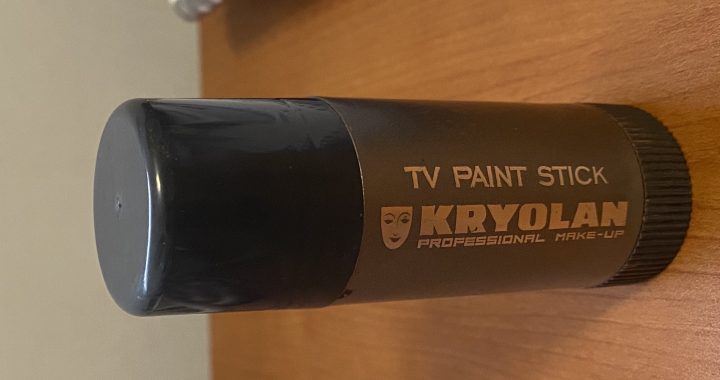 TV PAINT STICK
KRYOLAN
PROFESSIONAL MAKE-UP